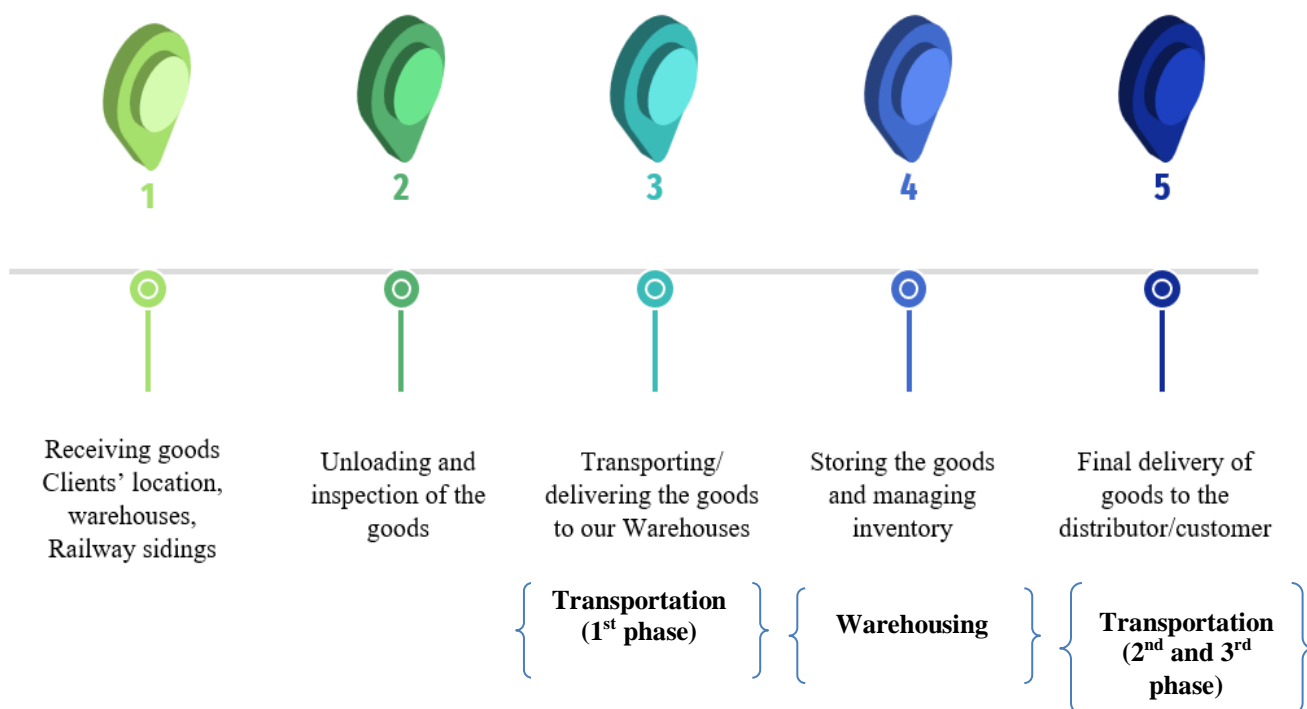 1
2
3
4
5
Receiving goods
Clients’ location,
warehouses,
Railway sidings
Unloading and
inspection of the
goods
Transporting/
delivering the goods
to our Warehouses
Storing the goods
and managing
inventory
Final delivery of
goods to the
distributor/customer
Transportation
(1st phase)
Warehousing
Transportation
(2nd and 3rd
phase)